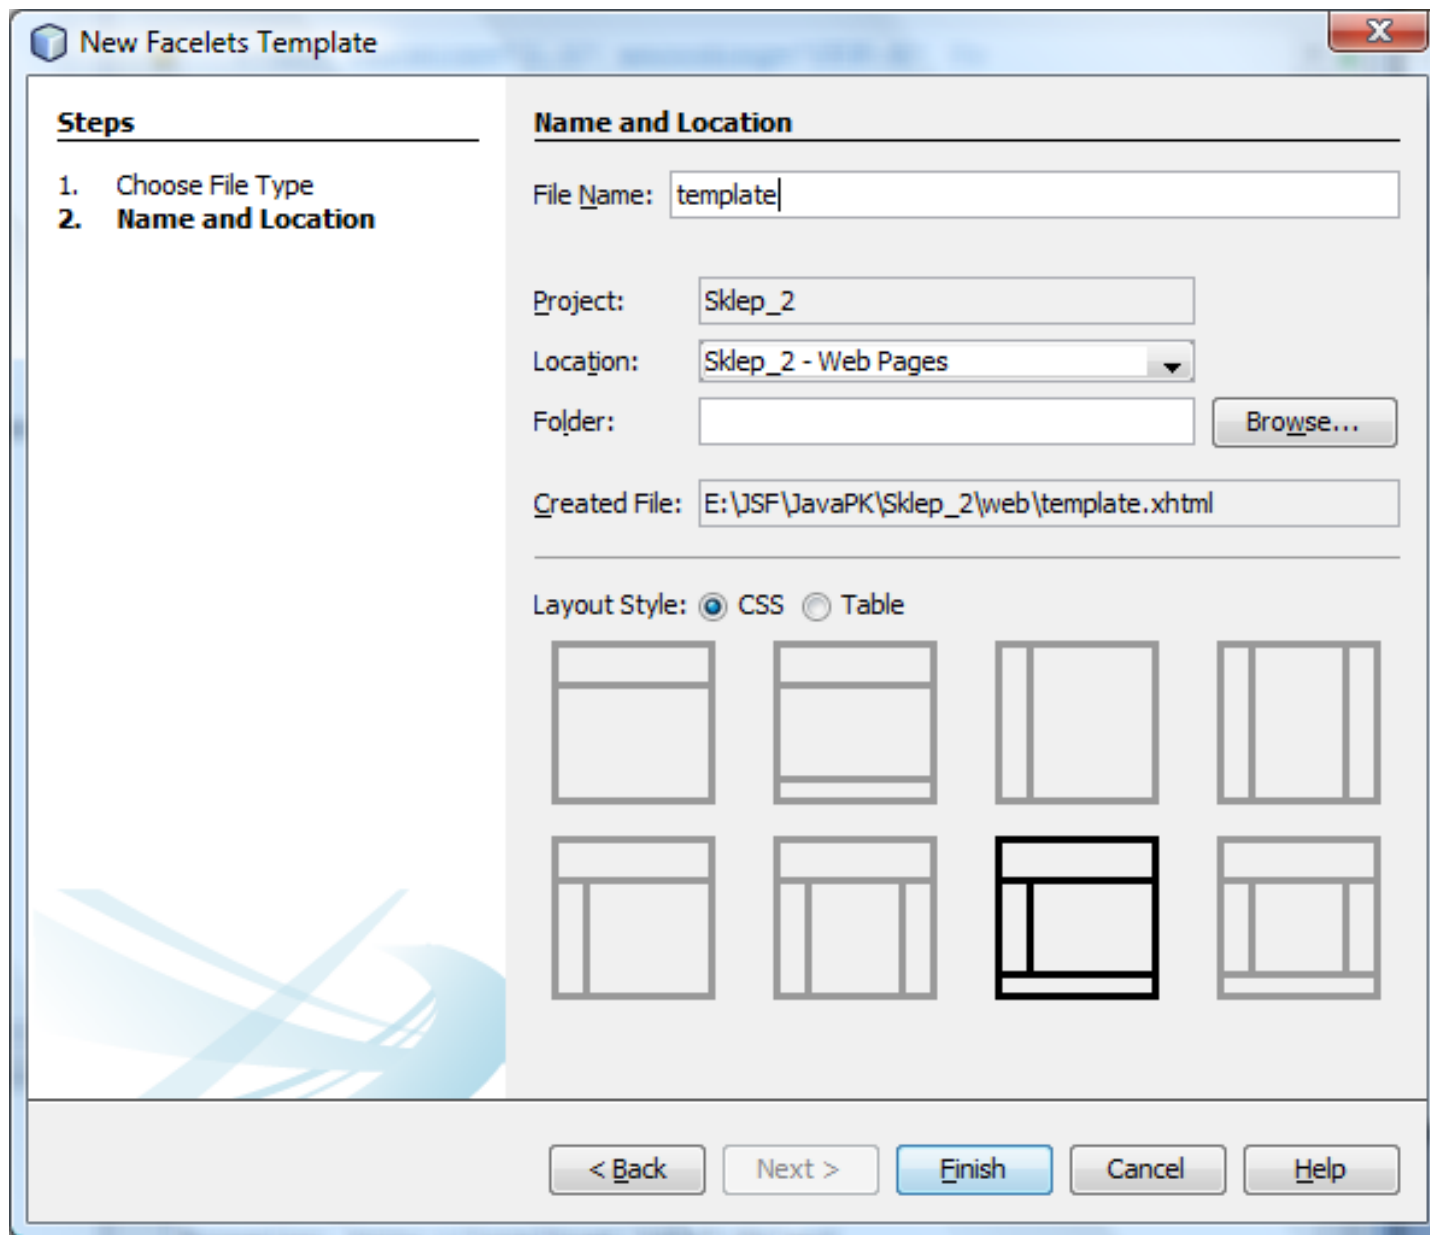 New Facelets Template
Steps
1. Choose File Type
2. Name and Location
Name and Location
File Name: template
Project: Sklep_2
Location: Sklep_2 - Web Pages
Folder: Browse...
Created File: E:\JSF\JavaPK\Sklep_2\web\template.xhtml
Layout Style: CSS Table
< Back Next > Finish Cancel Help